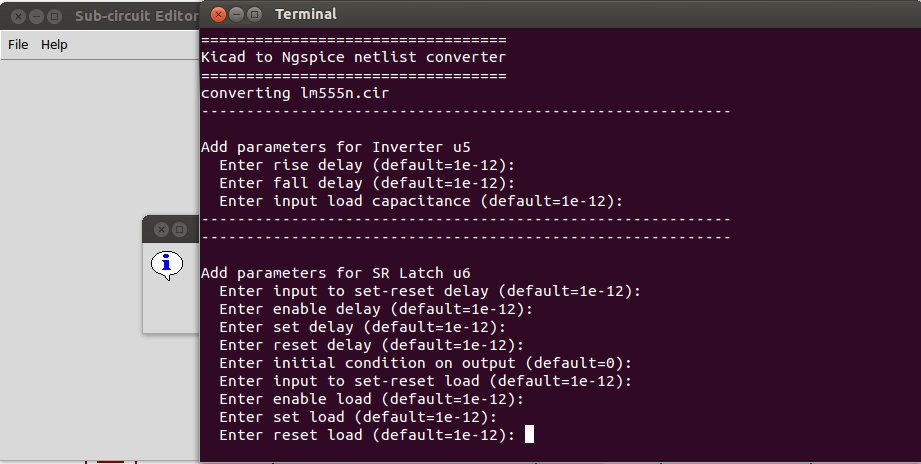 Sub-circuit Editor
File Help
Terminal
==================================
Kicad to Ngspice netlist converter
==================================
converting lm555n.cir
-----------------------------------------------------------
Add parameters for Inverter u5
Enter rise delay (default=1e-12):
Enter fall delay (default=1e-12):
Enter input load capacitance (default=1e-12):
-----------------------------------------------------------
-----------------------------------------------------------
Add parameters for SR Latch u6
Enter input to set-reset delay (default=1e-12):
Enter enable delay (default=1e-12):
Enter set delay (default=1e-12):
Enter reset delay (default=1e-12):
Enter initial condition on output (default=0):
Enter input to set-reset load (default=1e-12):
Enter enable load (default=1e-12):
Enter set load (default=1e-12):
Enter reset load (default=1e-12):